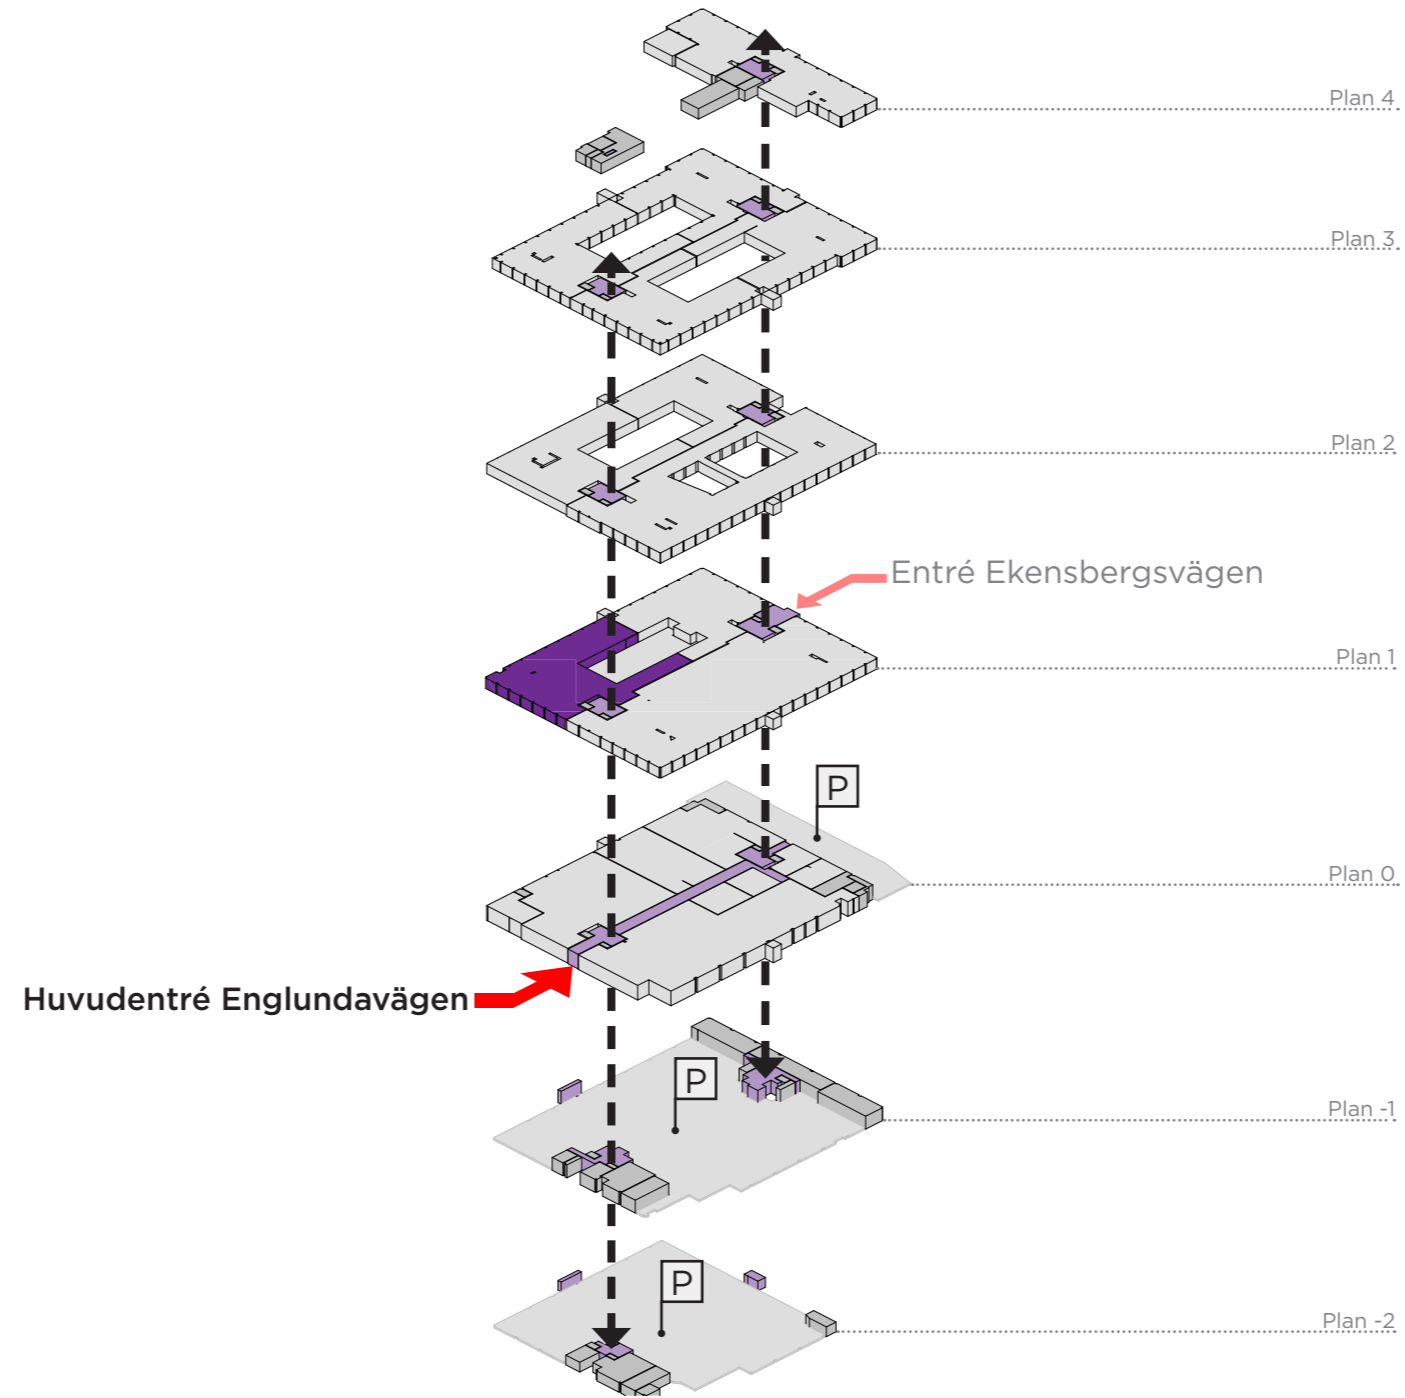 Plan 4
Plan 3
Plan 2
Entré Ekensbergsvägen
Plan 1
P
Plan 0
Huvudentré Englundavägen
P
Plan -1
P
Plan -2